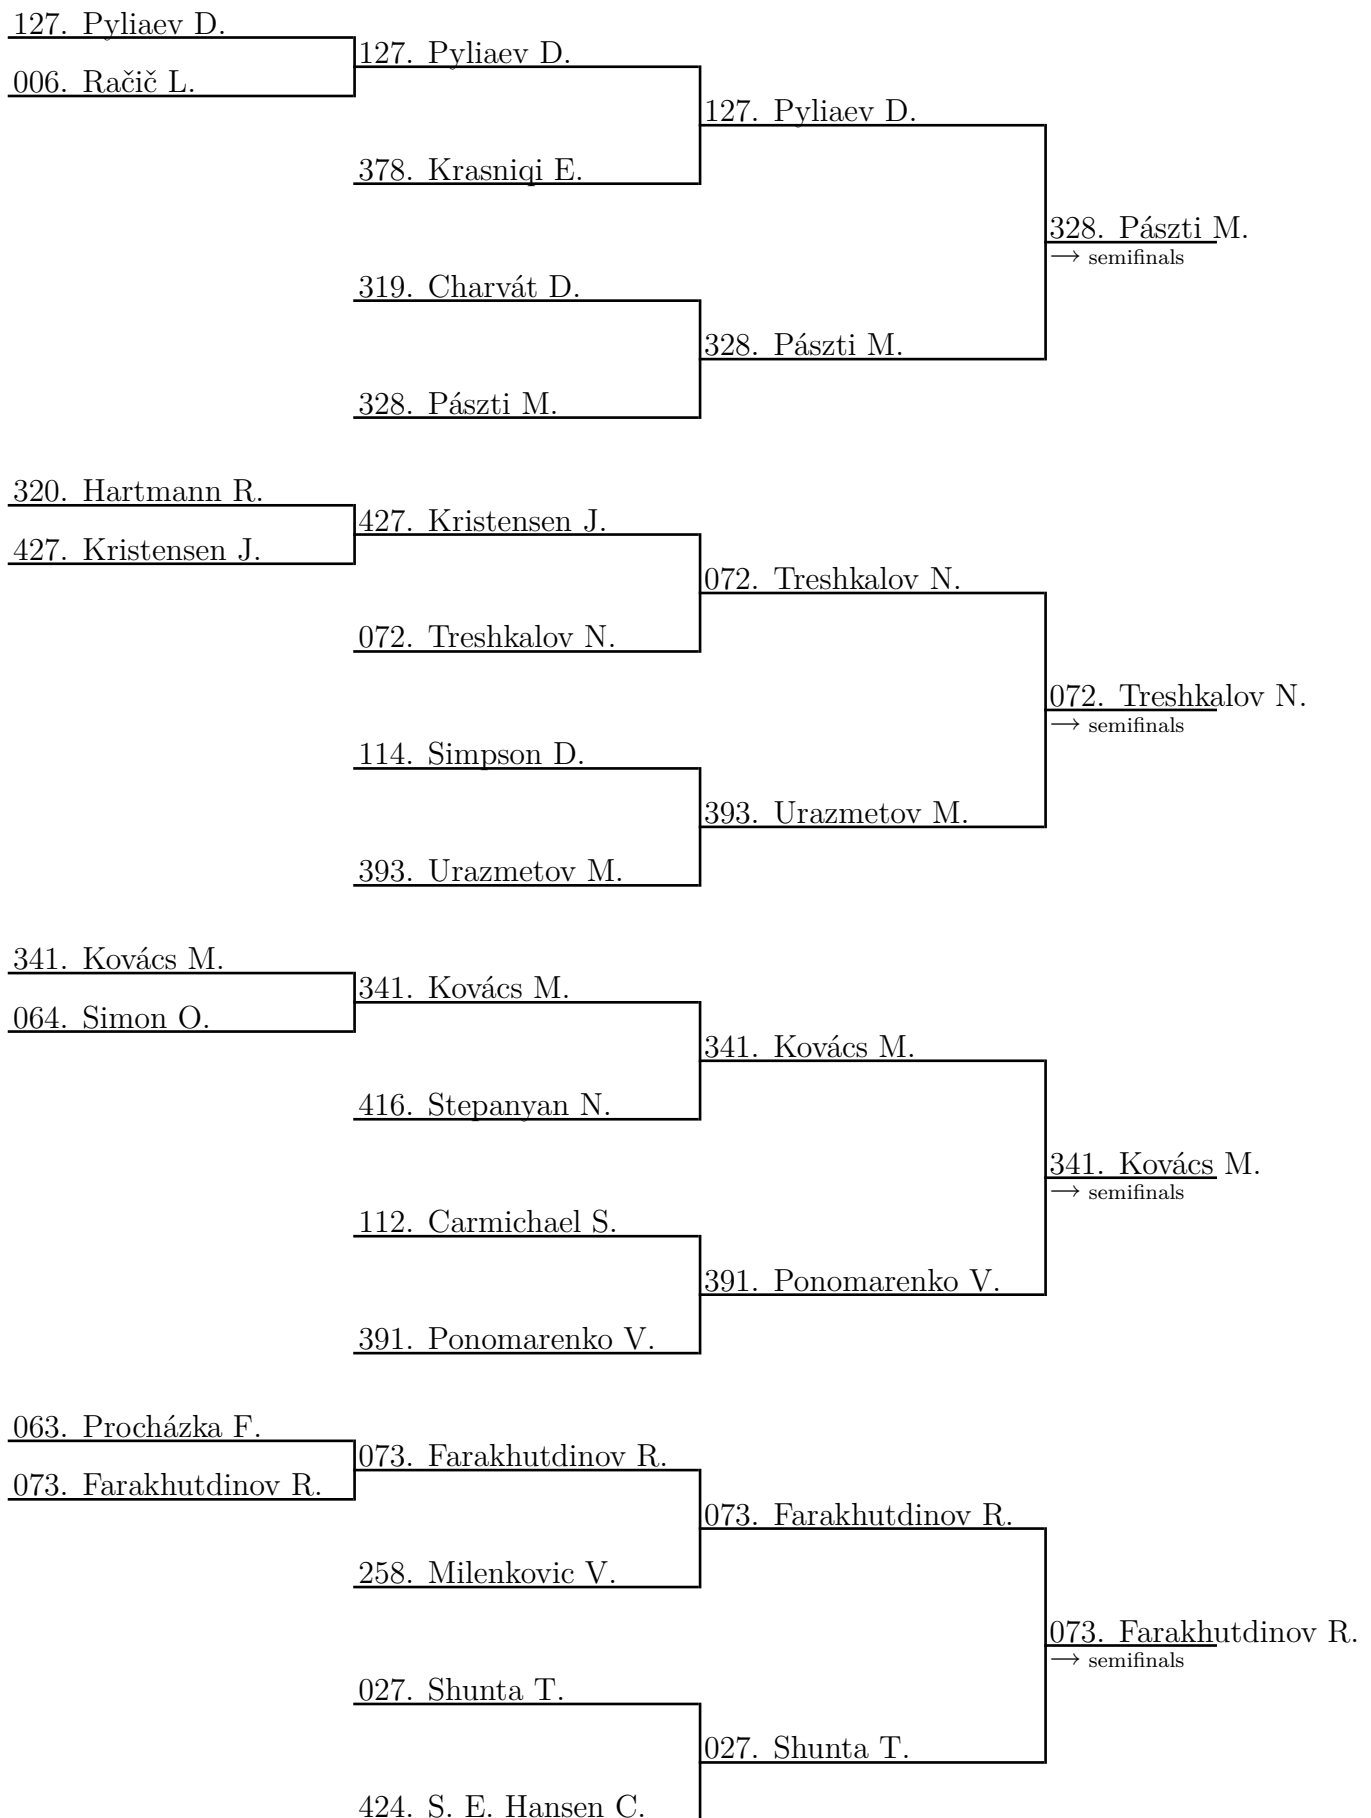 127. Pyliaev D.
127. Pyliaev D.
006. Račič L.
127. Pyliaev D.
378. Krasniqi E.
328. Pászti M.
→ semifinals
319. Charvát D.
328. Pászti M.
328. Pászti M.
320. Hartmann R.
427. Kristensen J.
427. Kristensen J.
072. Treshkalov N.
072. Treshkalov N.
072. Treshkalov N.
→ semifinals
114. Simpson D.
393. Urazmetov M.
393. Urazmetov M.
341. Kovács M.
341. Kovács M.
064. Simon O.
341. Kovács M.
416. Stepanyan N.
341. Kovács M.
→ semifinals
112. Carmichael S.
391. Ponomarenko V.
391. Ponomarenko V.
063. Procházka F.
073. Farakhutdinov R.
073. Farakhutdinov R.
073. Farakhutdinov R.
258. Milenkovic V.
073. Farakhutdinov R.
→ semifinals
027. Shunta T.
027. Shunta T.
424. S. E. Hansen C.